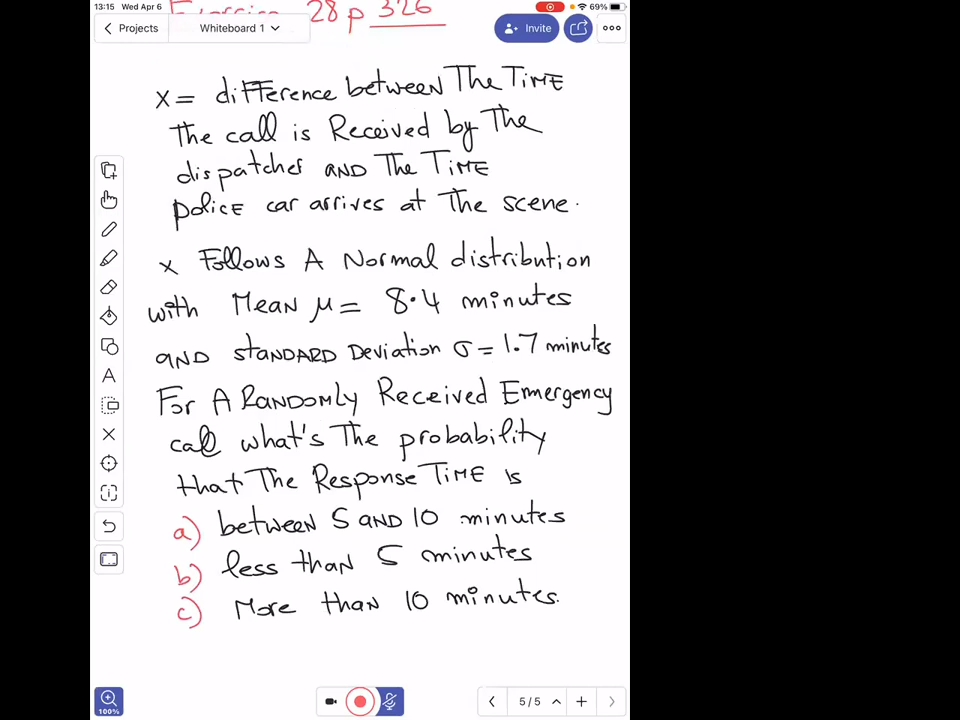 13:15 Wed Apr 6
69%
28 p 326
Projects
Whiteboard 1
Invite
x = difference between The TIME
The call is Received by The
dispatcher AND The TIME
police car arrives at The scene.
x Follows A Normal distribution
with Mean μ = 8.4 minutes
AND STANDARD Deviation σ = 1.7 minutes
For A RANDOMLY Received Emergency
call what's The probability
that The Response TIME is
a) between 5 AND 10 minutes
b) less than 5 minutes
c) More than 10 minutes.
A
100%
5/5